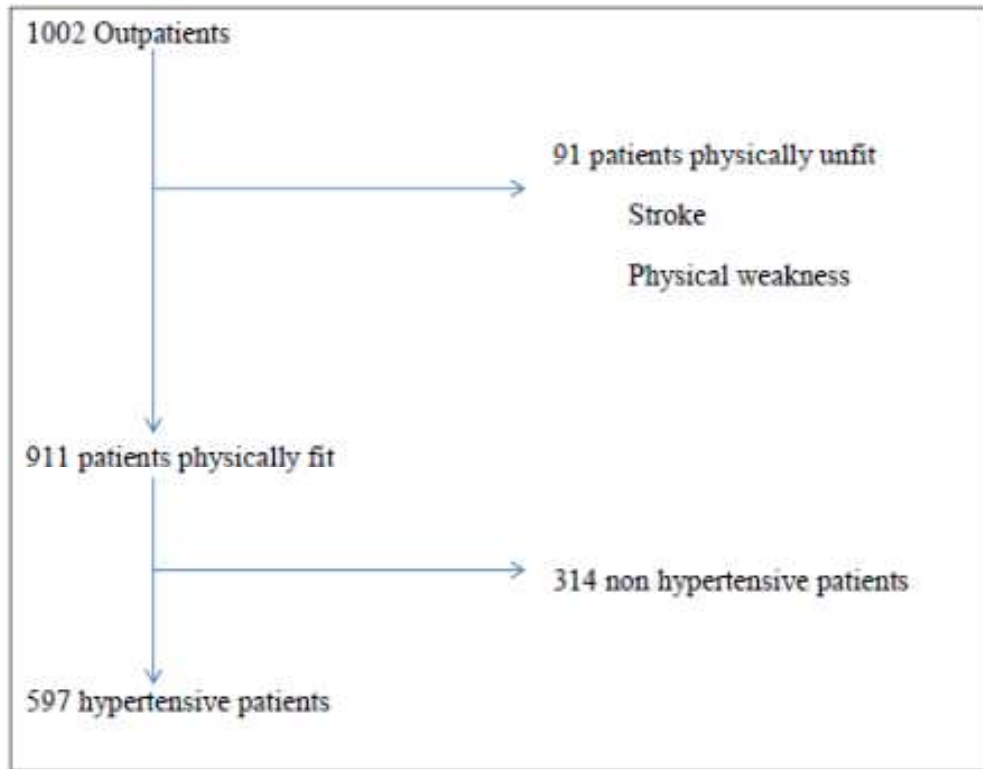 1002 Outpatients
91 patients physically unfit
Stroke
Physical weakness
911 patients physically fit
314 non hypertensive patients
597 hypertensive patients